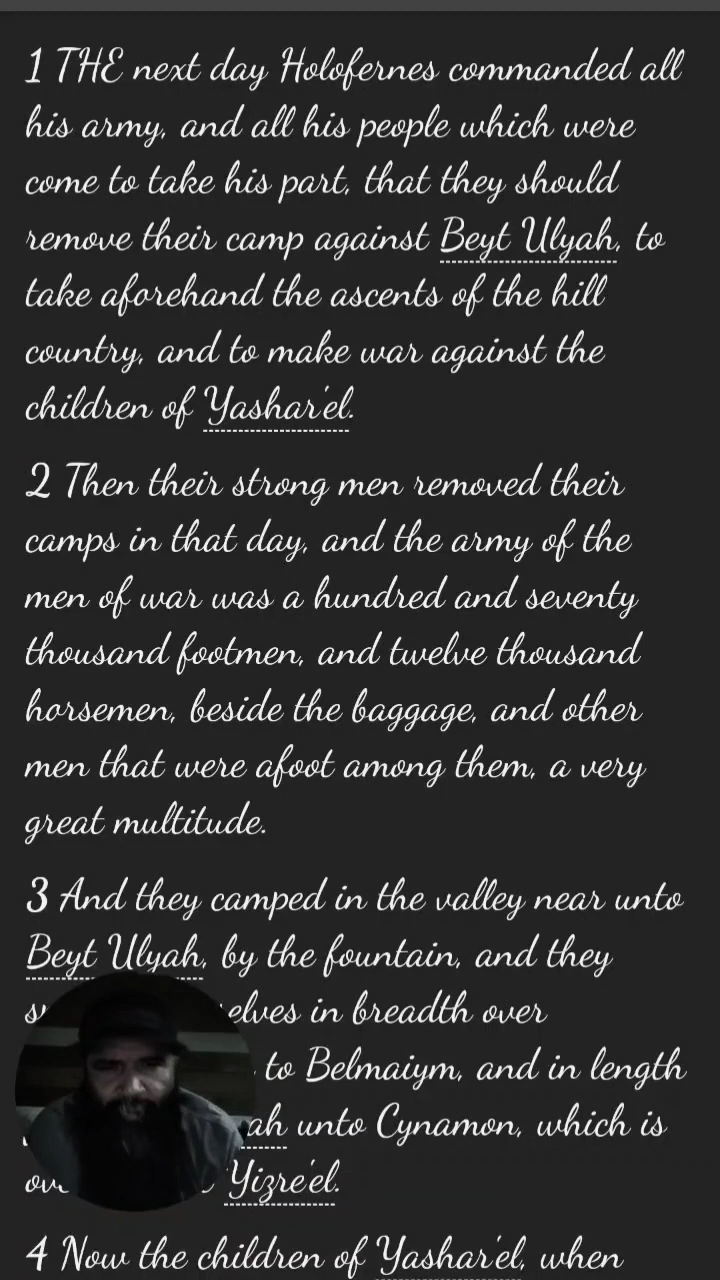 1 THE next day Holofernes commanded all
his army, and all his people which were
come to take his part, that they should
remove their camp against Beyt Ulyah, to
take aforehand the ascents of the hill
country, and to make war against the
children of Yashar'el.
2 Then their strong men removed their
camps in that day, and the army of the
men of war was a hundred and seventy
thousand footmen, and twelve thousand
horsemen, beside the baggage, and other
men that were afoot among them, a very
great multitude.
3 And they camped in the valley near unto
Beyt Ulyah, by the fountain, and they
elves in breadth over
to Belmaiym, and in length
ah unto Cynamon, which is
Yizre'el.
4 Now the children of Yashar'el, when